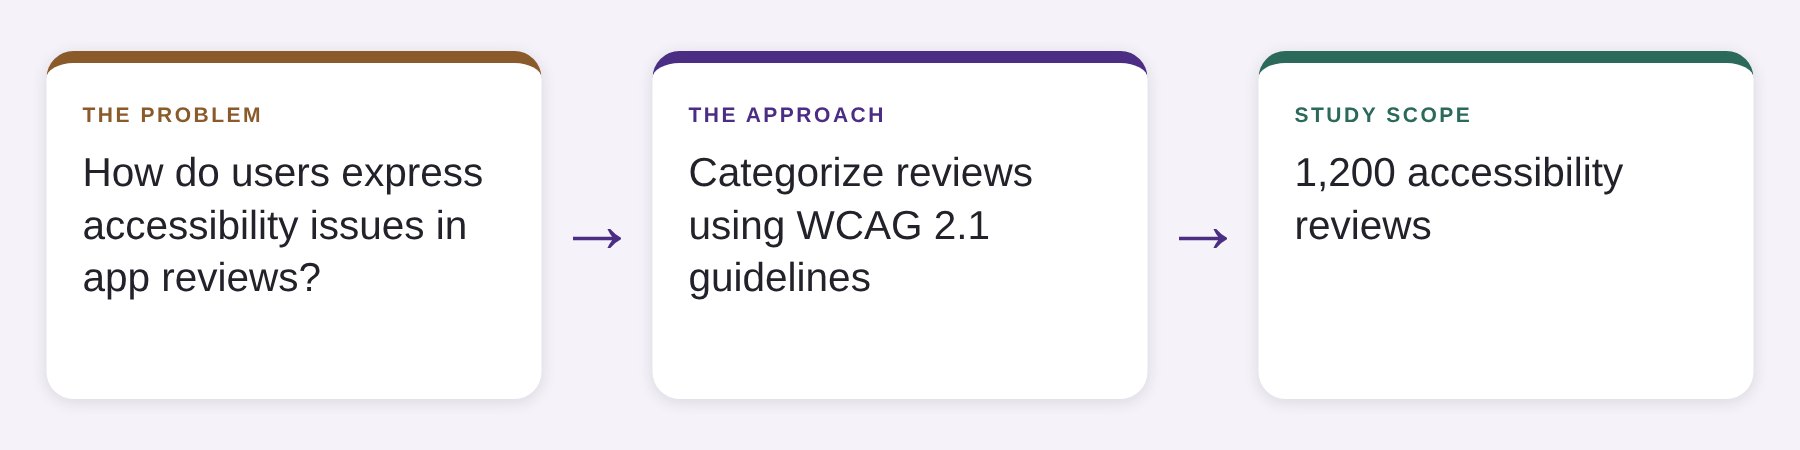 THE PROBLEM
How do users express
accessibility issues in
app reviews?
→
THE APPROACH
Categorize reviews
using WCAG 2.1
guidelines
→
STUDY SCOPE
1,200 accessibility
reviews